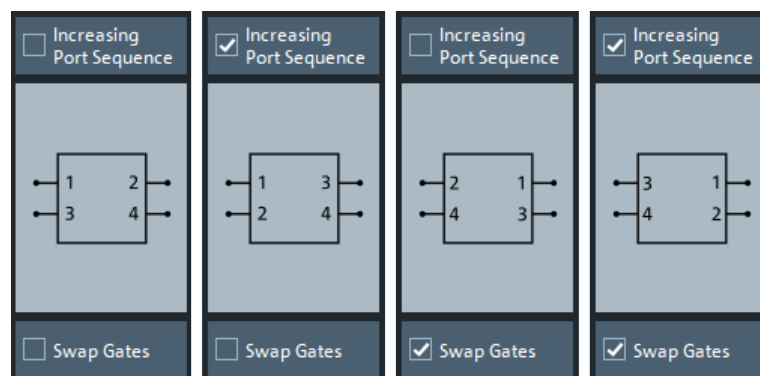 Increasing
Port Sequence
Increasing
Port Sequence
Increasing
Port Sequence
Increasing
Port Sequence
1 2
3 4
1 3
2 4
2 1
4 3
3 1
4 2
Swap Gates
Swap Gates
Swap Gates
Swap Gates